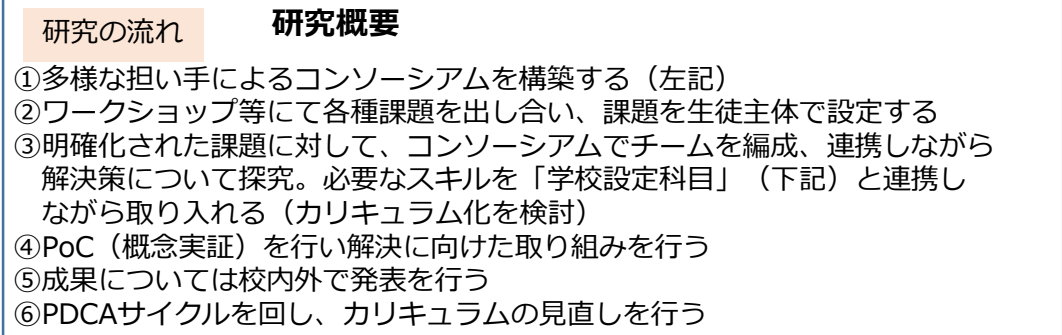 研究の流れ
研究概要
①多様な担い手によるコンソーシアムを構築する（左記）
②ワークショップ等にて各種課題を出し合い、課題を生徒主体で設定する
③明確化された課題に対して、コンソーシアムでチームを編成、連携しながら
解決策について探究。必要なスキルを「学校設定科目」（下記）と連携し
ながら取り入れる（カリキュラム化を検討）
④PoC（概念実証）を行い解決に向けた取り組みを行う
⑤成果については校内外で発表を行う
⑥PDCAサイクルを回し、カリキュラムの見直しを行う